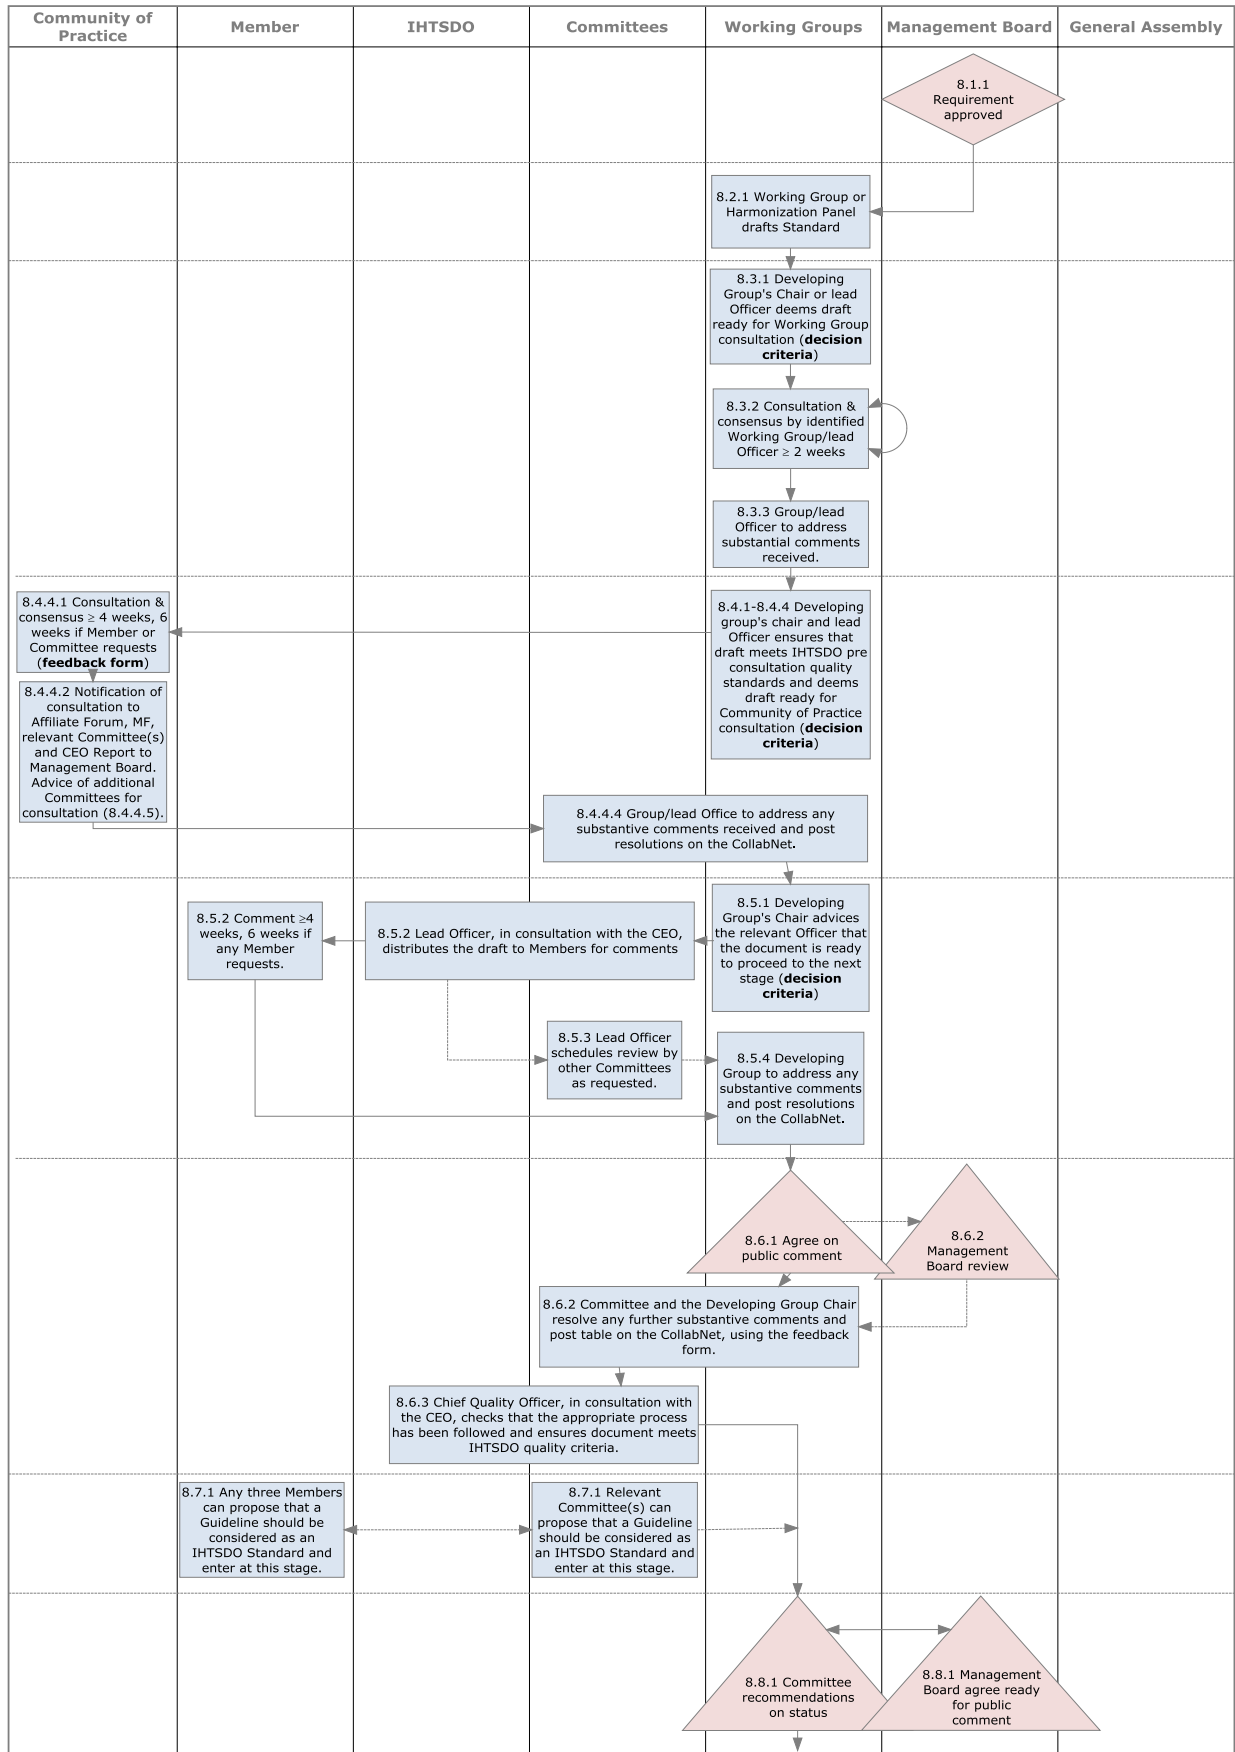 Community of
Practice
Member
IHTSDO
Committees
Working Groups
Management Board
General Assembly
8.1.1
Requirement
approved
8.2.1 Working Group or
Harmonization Panel
drafts Standard
8.3.1 Developing
Group's Chair or lead
Officer deems draft
ready for Working Group
consultation (decision
criteria)
8.3.2 Consultation &
consensus by identified
Working Group/lead
Officer ≥ 2 weeks
8.3.3 Group/lead
Officer to address
substantial comments
received.
8.4.4.1 Consultation &
consensus ≥ 4 weeks, 6
weeks if Member or
Committee requests
(feedback form)
8.4.1-8.4.4 Developing
group's chair and lead
Officer ensures that
draft meets IHTSDO pre
consultation quality
standards and deems
draft ready for
Community of Practice
consultation (decision
criteria)
8.4.4.2 Notification of
consultation to
Affiliate Forum, MF,
relevant Committee(s)
and CEO Report to
Management Board.
Advice of additional
Committees for
consultation (8.4.4.5).
8.4.4.4 Group/lead Office to address any
substantive comments received and post
resolutions on the CollabNet.
8.5.2 Comment ≥4
weeks, 6 weeks if
any Member
requests.
8.5.2 Lead Officer, in consultation with the CEO,
distributes the draft to Members for comments
8.5.1 Developing
Group's Chair advices
the relevant Officer that
the document is ready
to proceed to the next
stage (decision
criteria)
8.5.3 Lead Officer
schedules review by
other Committees
as requested.
8.5.4 Developing
Group to address any
substantive comments
and post resolutions
on the CollabNet.
8.6.1 Agree on
public comment
8.6.2
Management
Board review
8.6.2 Committee and the Developing Group Chair
resolve any further substantive comments and
post table on the CollabNet, using the feedback
form.
8.6.3 Chief Quality Officer, in consultation with
the CEO, checks that the appropriate process
has been followed and ensures document meets
IHTSDO quality criteria.
8.7.1 Any three Members
can propose that a
Guideline should be
considered as an
IHTSDO Standard and
enter at this stage.
8.7.1 Relevant
Committee(s) can
propose that a Guideline
should be considered as
an IHTSDO Standard and
enter at this stage.
8.8.1 Committee
recommendations
on status
8.8.1 Management
Board agree ready
for public
comment